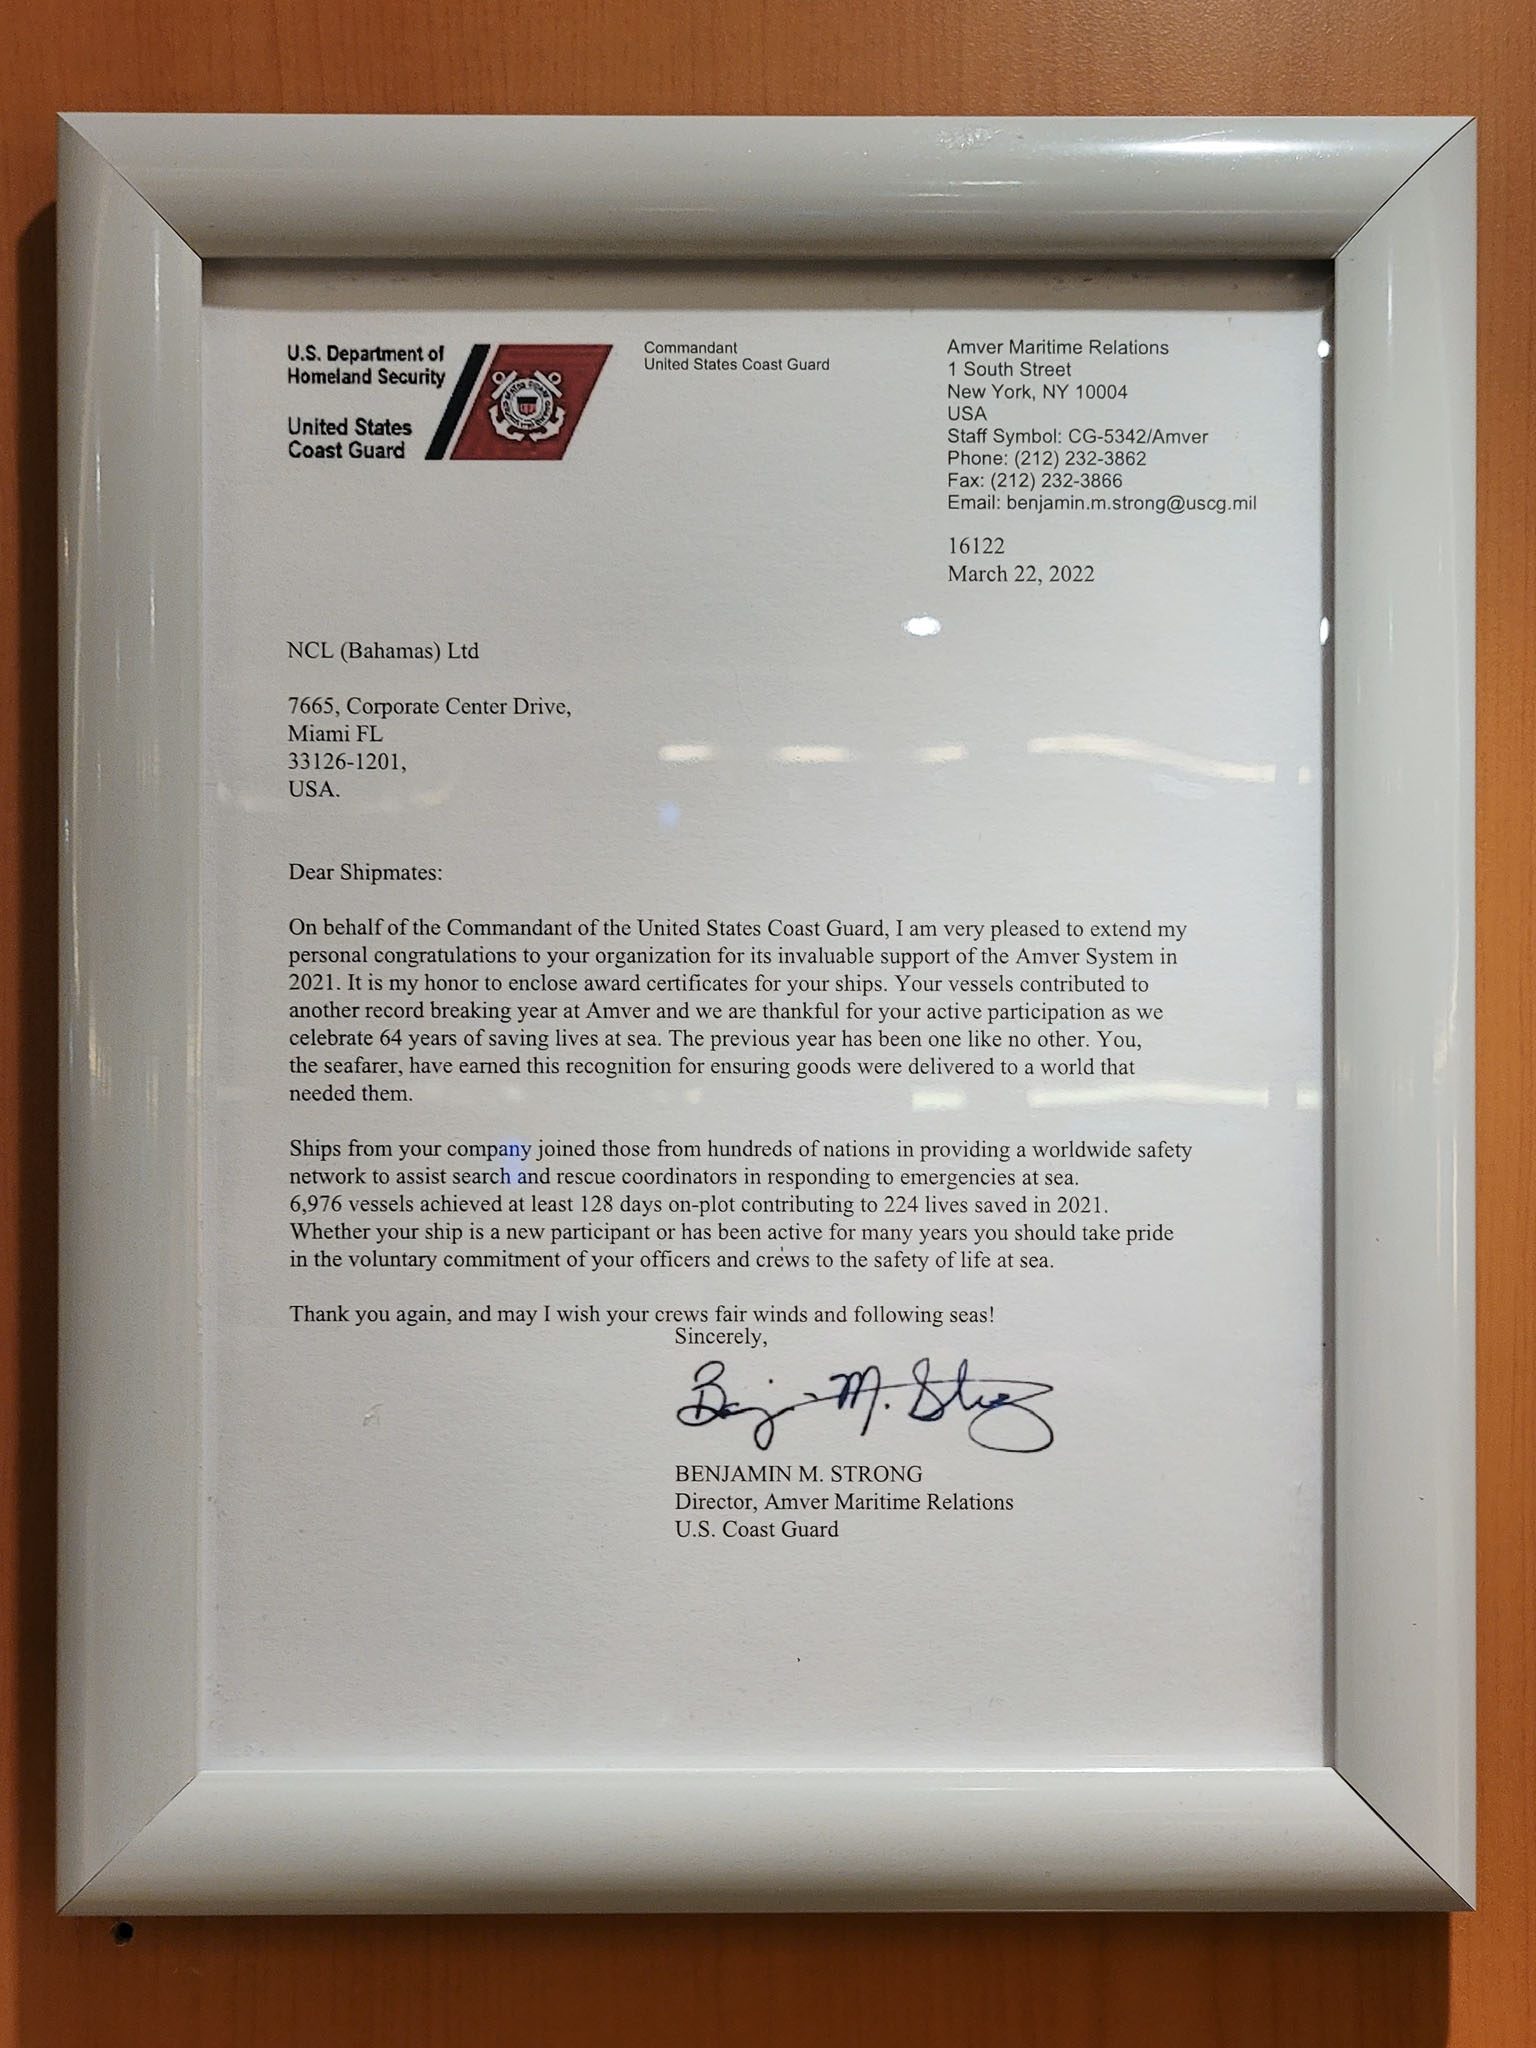 U.S. Department of
Homeland Security
United States
Coast Guard
Commandant
United States Coast Guard
Amver Maritime Relations
1 South Street
New York, NY 10004
USA
Staff Symbol: CG-5342/Amver
Phone: (212) 232-3862
Fax: (212) 232-3866
Email: benjamin.m.strong@uscg.mil
16122
March 22, 2022
NCL (Bahamas) Ltd
7665, Corporate Center Drive,
Miami FL
33126-1201,
USA.
Dear Shipmates:
On behalf of the Commandant of the United States Coast Guard, I am very pleased to extend my
personal congratulations to your organization for its invaluable support of the Amver System in
2021. It is my honor to enclose award certificates for your ships. Your vessels contributed to
another record breaking year at Amver and we are thankful for your active participation as we
celebrate 64 years of saving lives at sea. The previous year has been one like no other. You,
the seafarer, have earned this recognition for ensuring goods were delivered to a world that
needed them.
Ships from your company joined those from hundreds of nations in providing a worldwide safety
network to assist search and rescue coordinators in responding to emergencies at sea.
6,976 vessels achieved at least 128 days on-plot contributing to 224 lives saved in 2021.
Whether your ship is a new participant or has been active for many years you should take pride
in the voluntary commitment of your officers and crews to the safety of life at sea.
Thank you again, and may I wish your crews fair winds and following seas!
Sincerely,
Benjamin M. Strong
BENJAMIN M. STRONG
Director, Amver Maritime Relations
U.S. Coast Guard